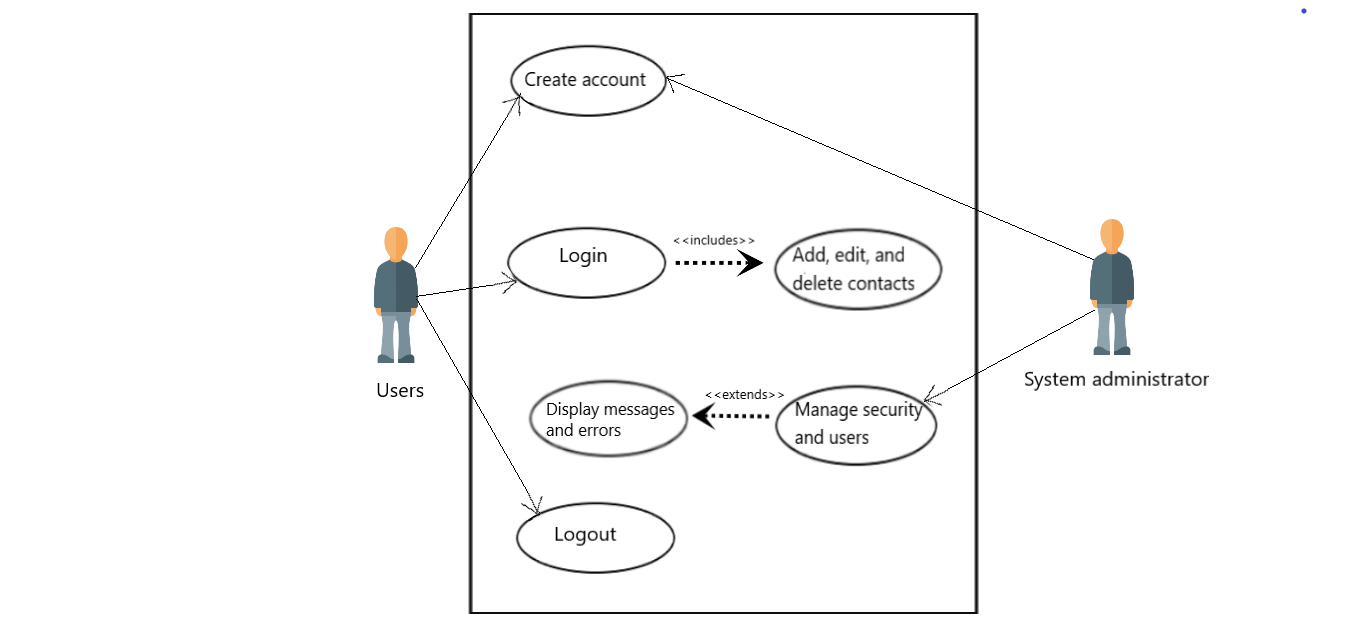 Create account
Login
<<includes>>
Add, edit, and
delete contacts
Users
System administrator
Display messages
and errors
<<extends>>
Manage security
and users
Logout